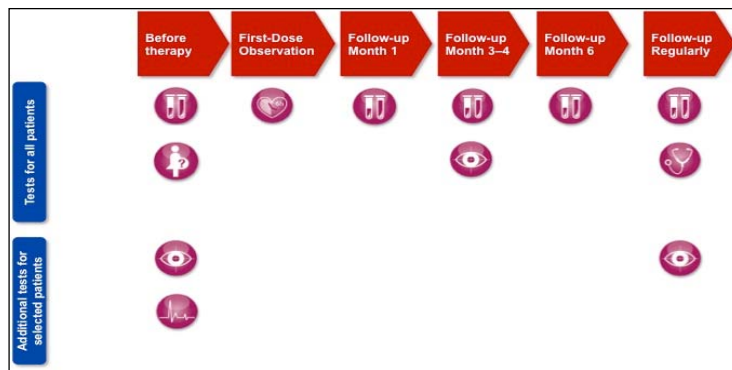 Before
therapy
First-Dose
Observation
Follow-up
Month 1
Follow-up
Month 3–4
Follow-up
Month 6
Follow-up
Regularly
Tests for all patients
?
Additional tests for
selected patients